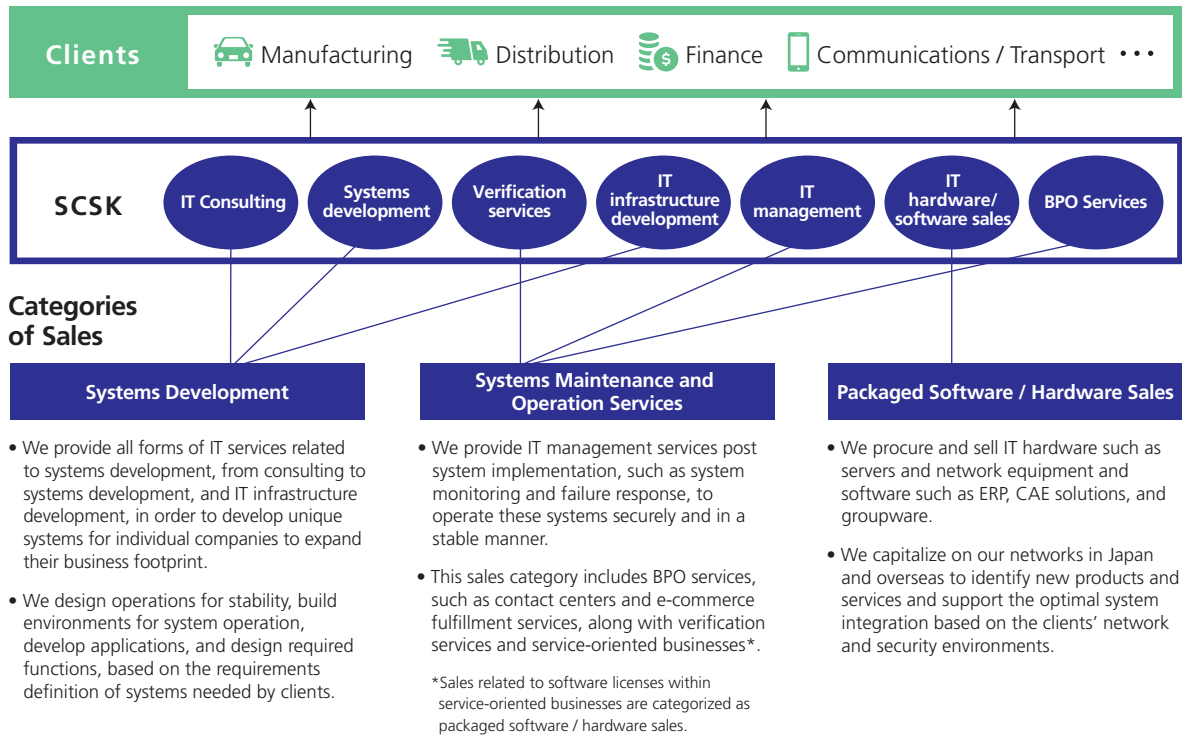 Clients
Manufacturing
Distribution
Finance
Communications / Transport • • •
SCSK
IT Consulting
Systems
development
Verification
services
IT
infrastructure
development
IT
management
IT
hardware/
software sales
BPO Services
Categories
of Sales
Systems Development
• We provide all forms of IT services related
to systems development, from consulting to
systems development, and IT infrastructure
development, in order to develop unique
systems for individual companies to expand
their business footprint.
• We design operations for stability, build
environments for system operation,
develop applications, and design required
functions, based on the requirements
definition of systems needed by clients.
Systems Maintenance and
Operation Services
• We provide IT management services post
system implementation, such as system
monitoring and failure response, to
operate these systems securely and in a
stable manner.
• This sales category includes BPO services,
such as contact centers and e-commerce
fulfillment services, along with verification
services and service-oriented businesses*.
*Sales related to software licenses within
service-oriented businesses are categorized as
packaged software / hardware sales.
Packaged Software / Hardware Sales
• We procure and sell IT hardware such as
servers and network equipment and
software such as ERP, CAE solutions, and
groupware.
• We capitalize on our networks in Japan
and overseas to identify new products and
services and support the optimal system
integration based on the clients’ network
and security environments.